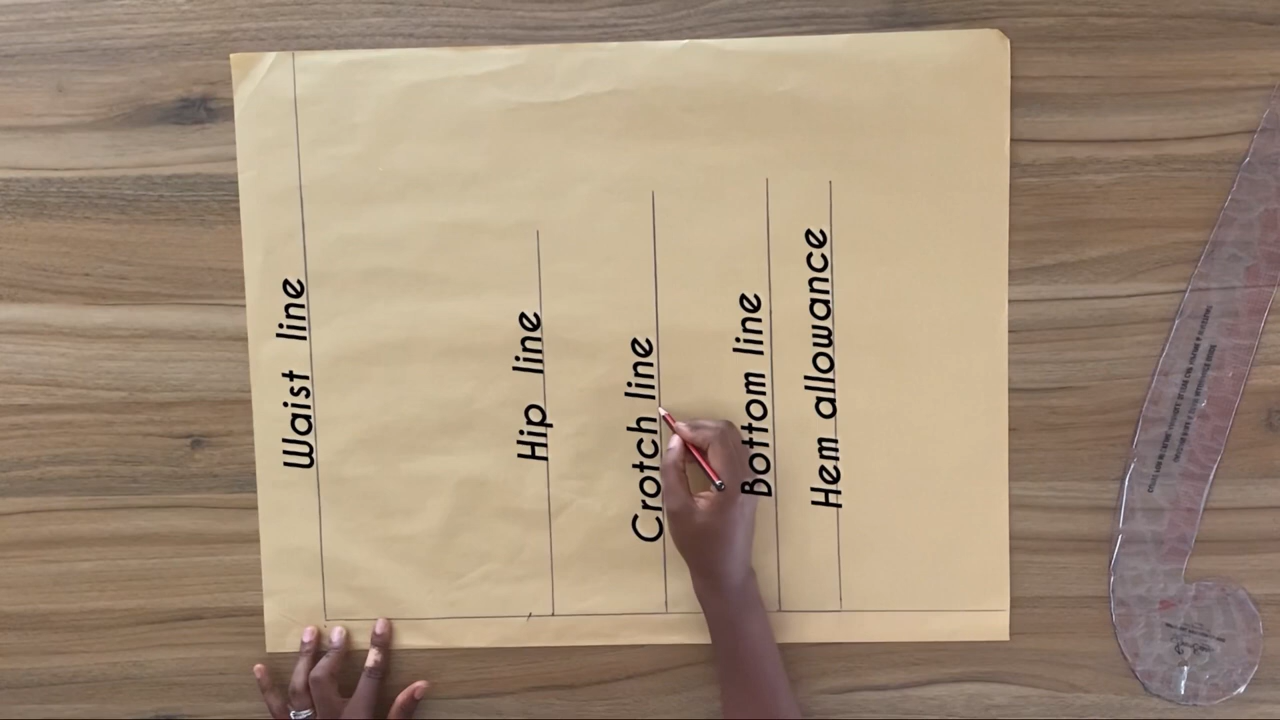 Waist line
Hip line
Crotch line
Bottom line
Hem allowance